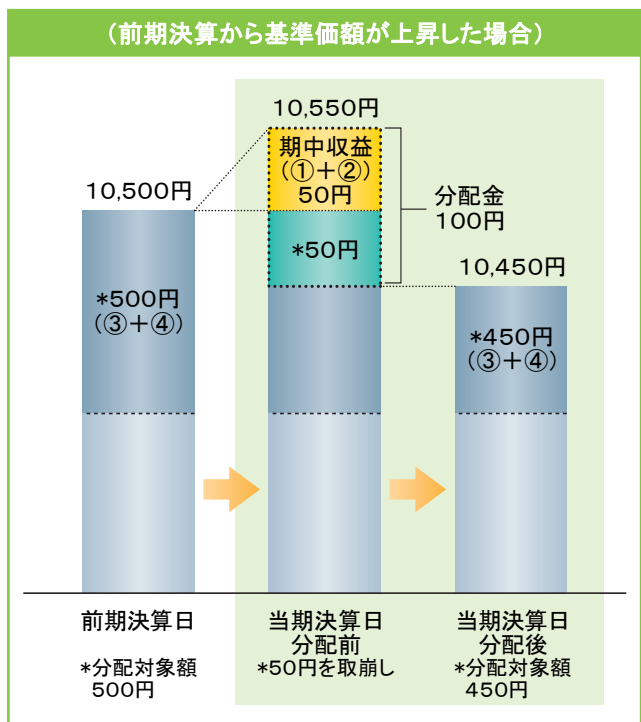 （前期決算から基準価額が上昇した場合）
10,550円
期中収益
（①＋②）
50円
10,500円
分配金
100円
*50円
10,450円
*500円
（③＋④）
*450円
（③＋④）
前期決算日
*分配対象額
500円
当期決算日
分配前
*50円を取崩し
当期決算日
分配後
*分配対象額
450円